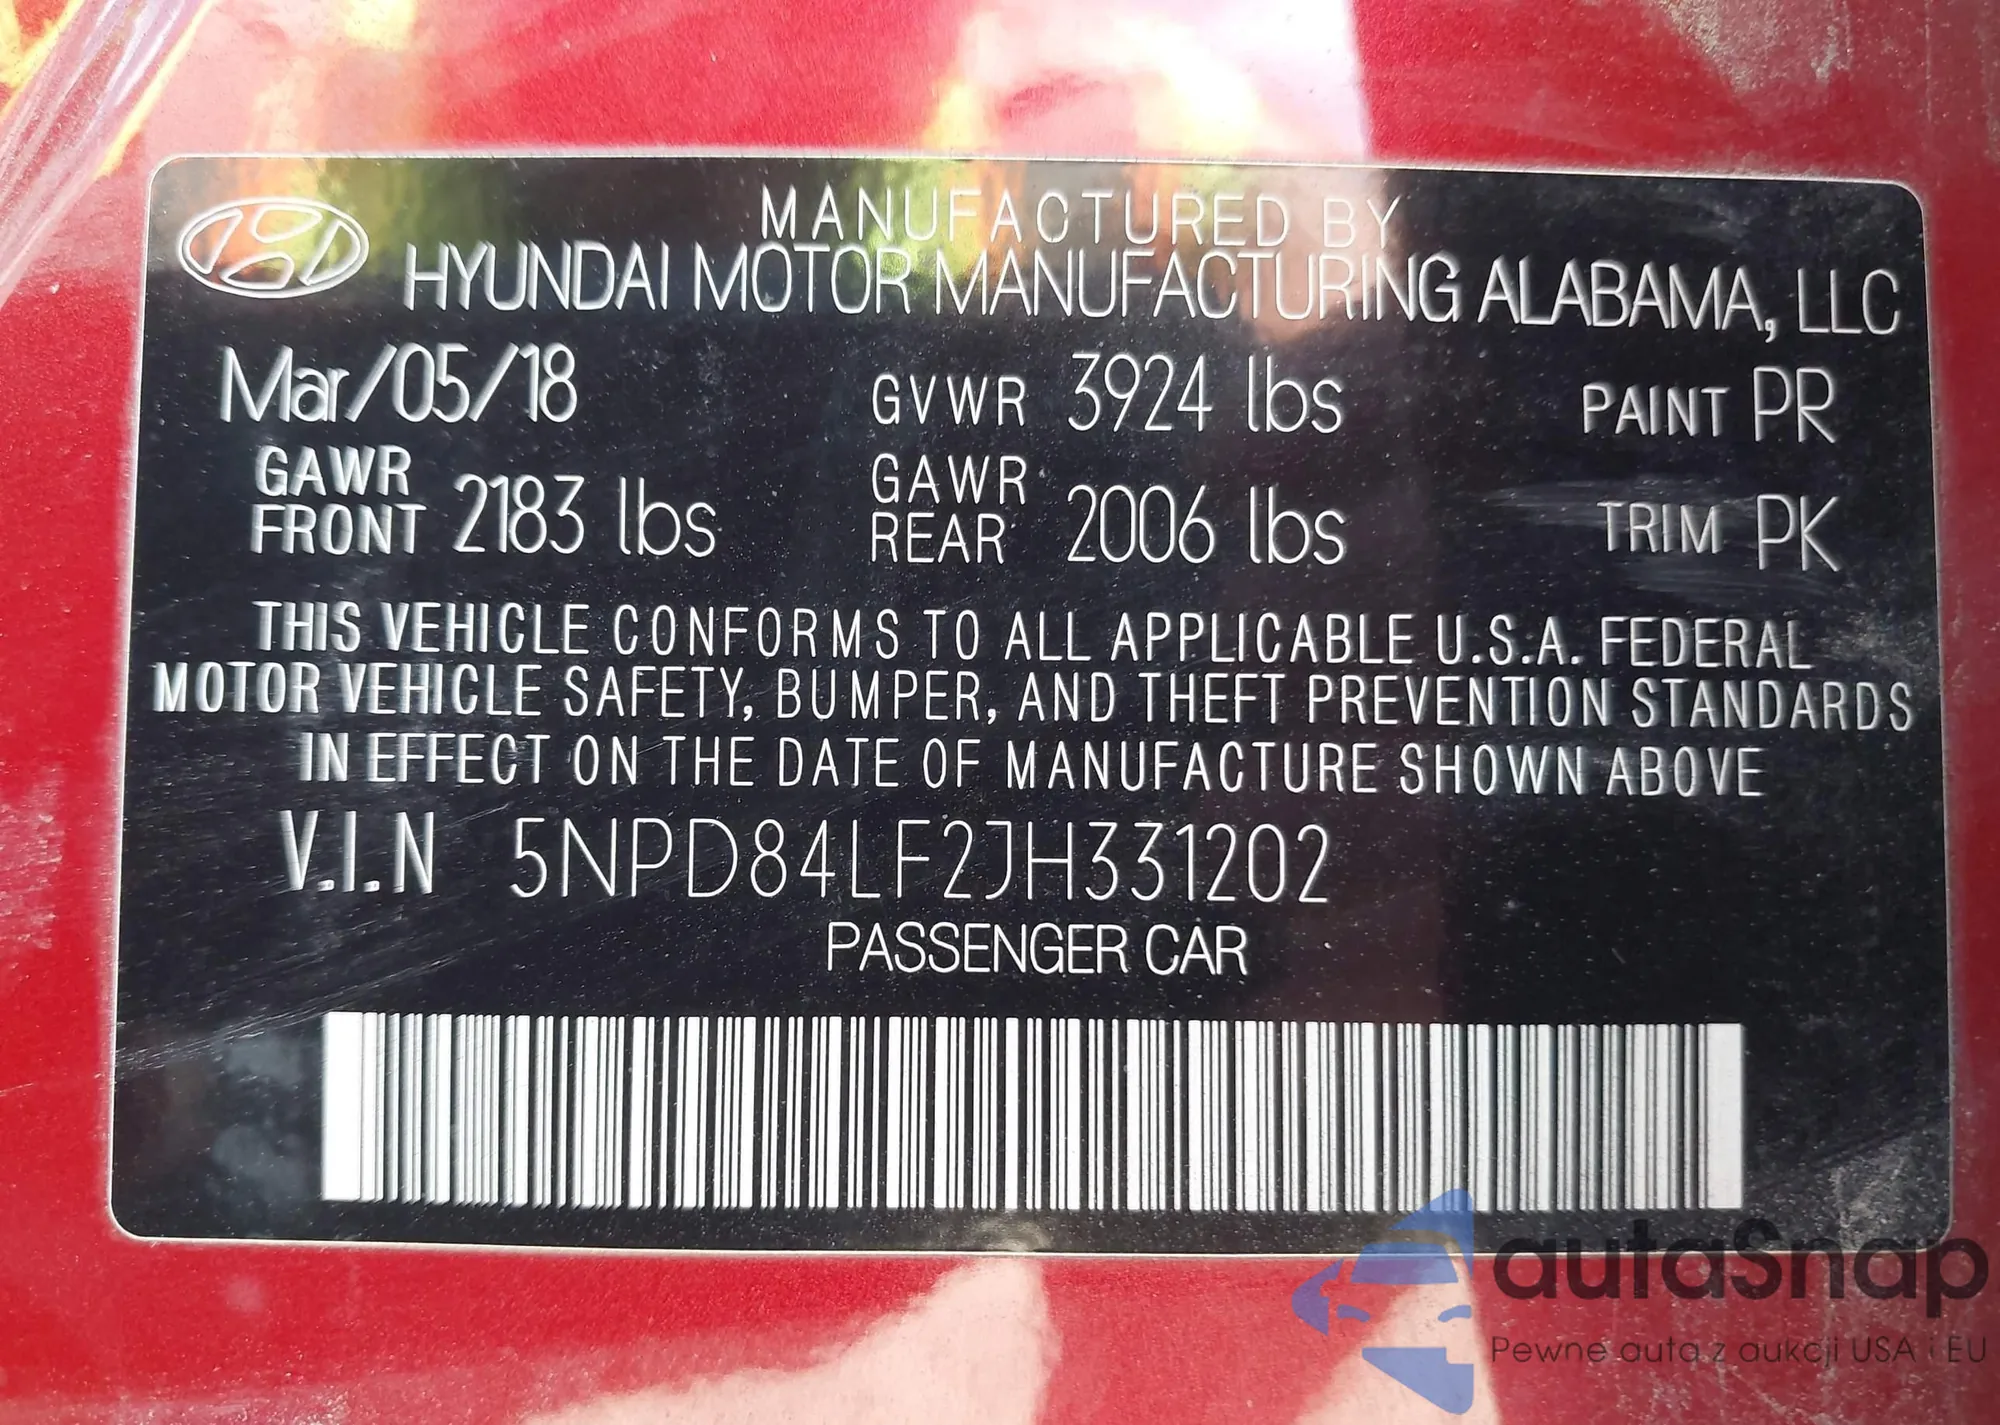 MANUFACTURED BY
HYUNDAI MOTOR MANUFACTURING ALABAMA, LLC
Mar/05/18 GVWR 3924 lbs PAINT PR
GAWR FRONT 2183 lbs GAWR REAR 2006 lbs TRIM PK
THIS VEHICLE CONFORMS TO ALL APPLICABLE U.S.A. FEDERAL
MOTOR VEHICLE SAFETY, BUMPER, AND THEFT PREVENTION STANDARDS
IN EFFECT ON THE DATE OF MANUFACTURE SHOWN ABOVE
V.I.N 5NPD84LF2JH331202
PASSENGER CAR
autaSnap
Pewne auta z aukcji USA i EU